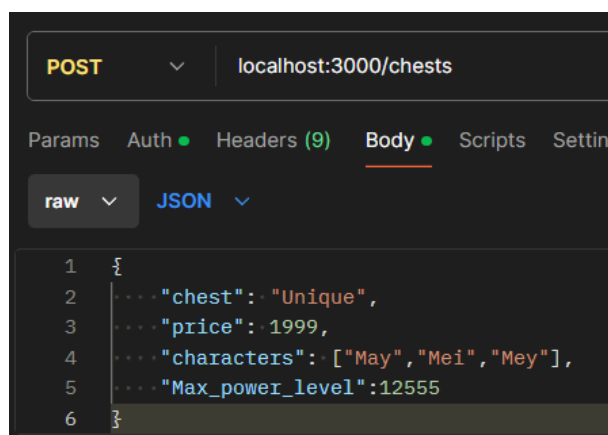 POST localhost:3000/chests
Params Auth Headers (9) Body Scripts Settin
raw JSON
1 {
2 "chest": "Unique",
3 "price": 1999,
4 "characters": ["May","Mei","Mey"],
5 "Max_power_level":12555
6 }